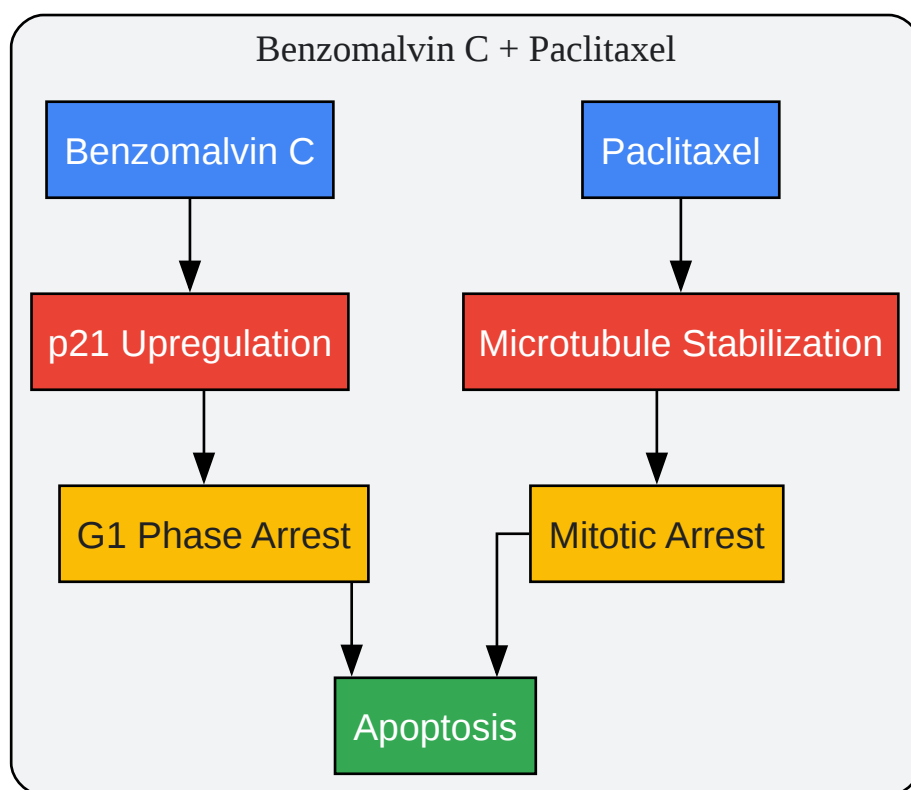 Benzomalvin C + Paclitaxel
Benzomalvin C
Paclitaxel
p21 Upregulation
Microtubule Stabilization
G1 Phase Arrest
Mitotic Arrest
Apoptosis